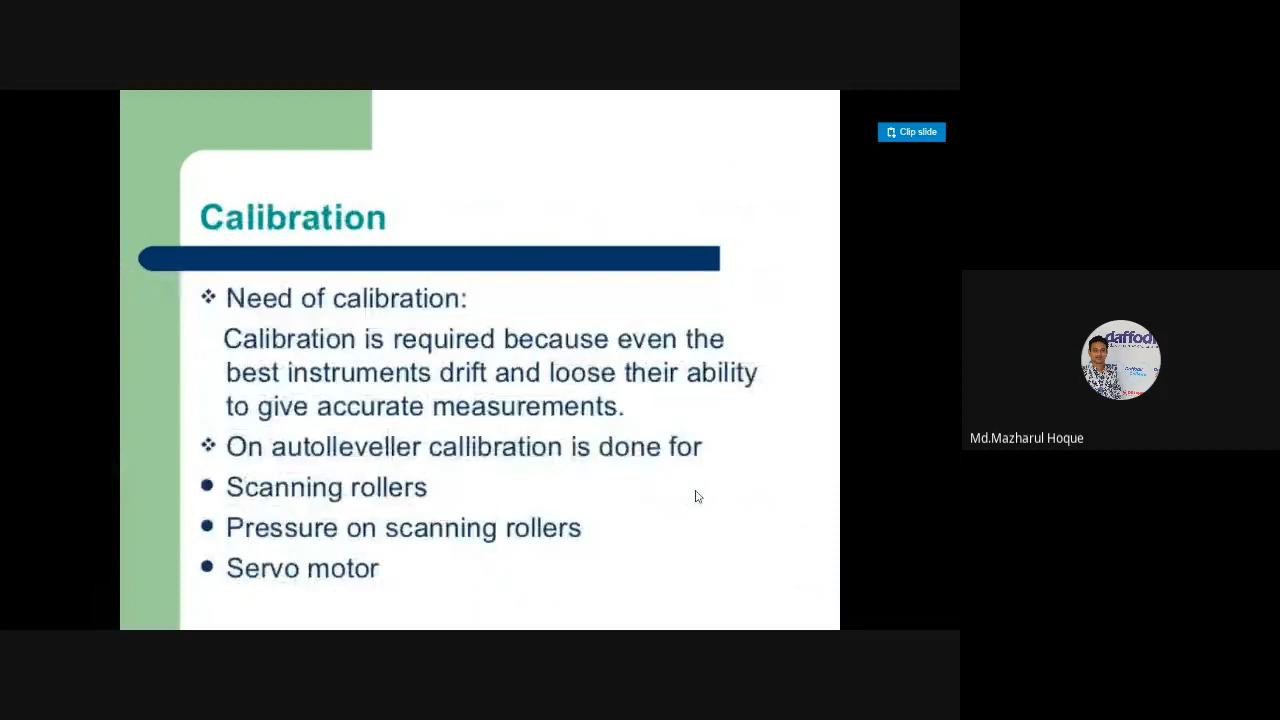 Clip slide
Calibration
Need of calibration:
Calibration is required because even the
best instruments drift and loose their ability
to give accurate measurements.
On autolleveller callibration is done for
Scanning rollers
Pressure on scanning rollers
Servo motor
daffodi
Md.Mazharul Hoque